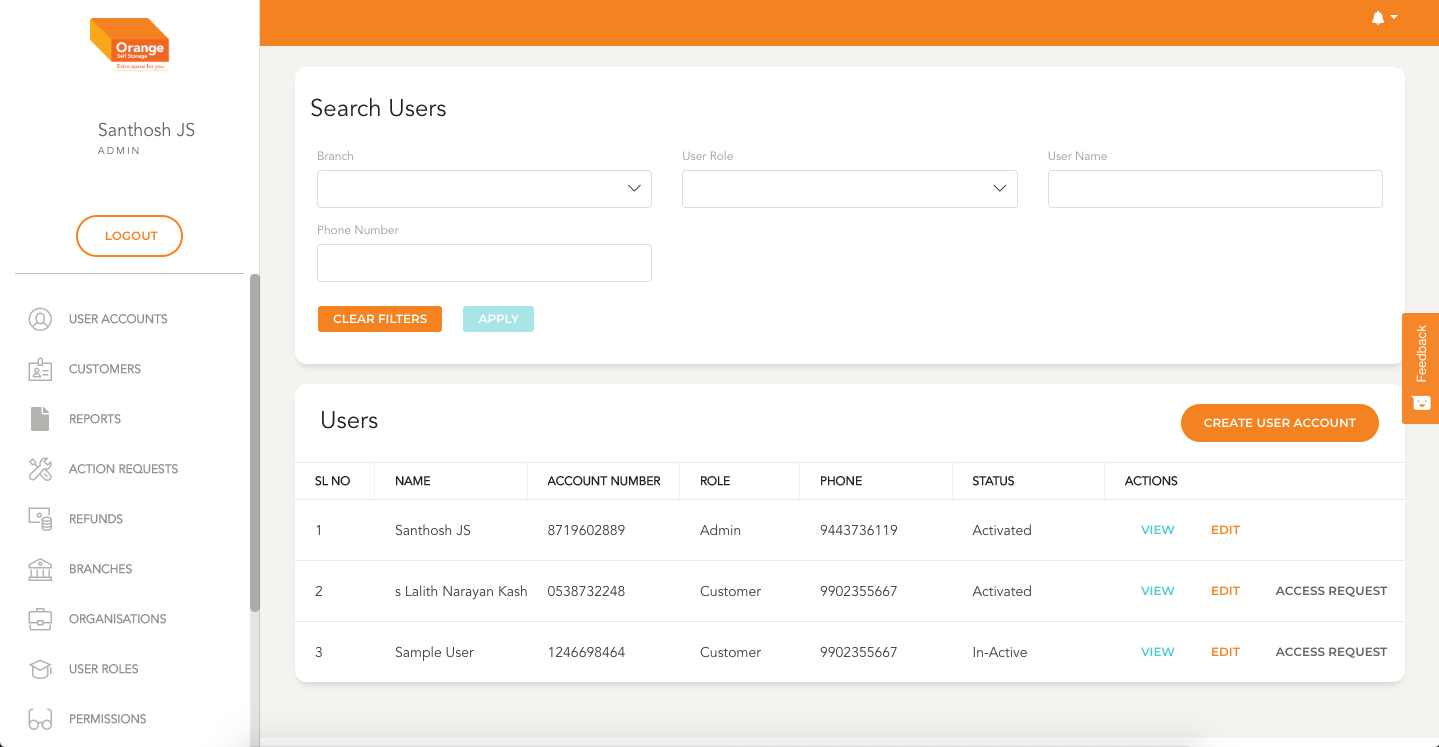 Orange
Self Storage
Extra space for you
Santhosh JS
ADMIN
LOGOUT
USER ACCOUNTS
CUSTOMERS
REPORTS
ACTION REQUESTS
REFUNDS
BRANCHES
ORGANISATIONS
USER ROLES
PERMISSIONS
Search Users
Branch
User Role
User Name
Phone Number
CLEAR FILTERS
APPLY
Feedback
Users
CREATE USER ACCOUNT
SL NO NAME ACCOUNT NUMBER ROLE PHONE STATUS ACTIONS
1 Santhosh JS 8719602889 Admin 9443736119 Activated VIEW EDIT
2 s Lalith Narayan Kash 0538732248 Customer 9902355667 Activated VIEW EDIT ACCESS REQUEST
3 Sample User 1246698464 Customer 9902355667 In-Active VIEW EDIT ACCESS REQUEST